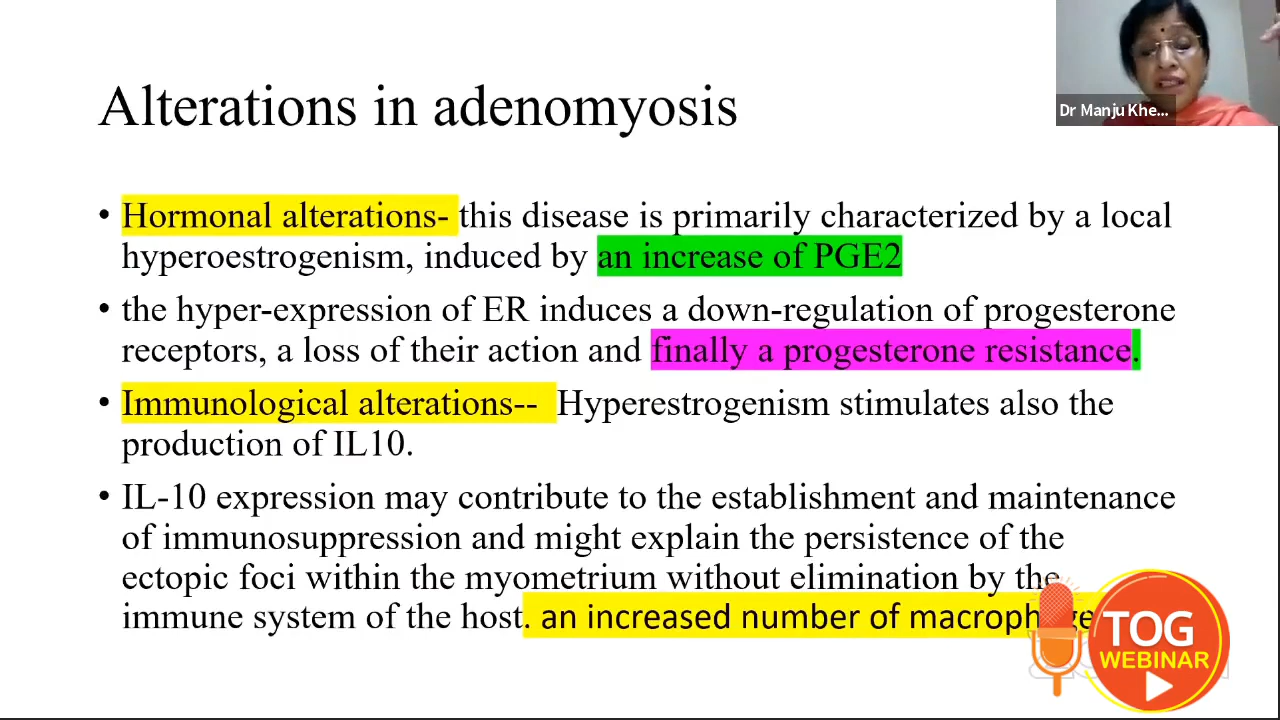 Dr Manju Khe...
Alterations in adenomyosis
• Hormonal alterations- this disease is primarily characterized by a local
hyperoestrogenism, induced by an increase of PGE2
• the hyper-expression of ER induces a down-regulation of progesterone
receptors, a loss of their action and finally a progesterone resistance.
• Immunological alterations-- Hyperestrogenism stimulates also the
production of IL10.
• IL-10 expression may contribute to the establishment and maintenance
of immunosuppression and might explain the persistence of the
ectopic foci within the myometrium without elimination by the
immune system of the host. an increased number of
TOG
WEBINAR